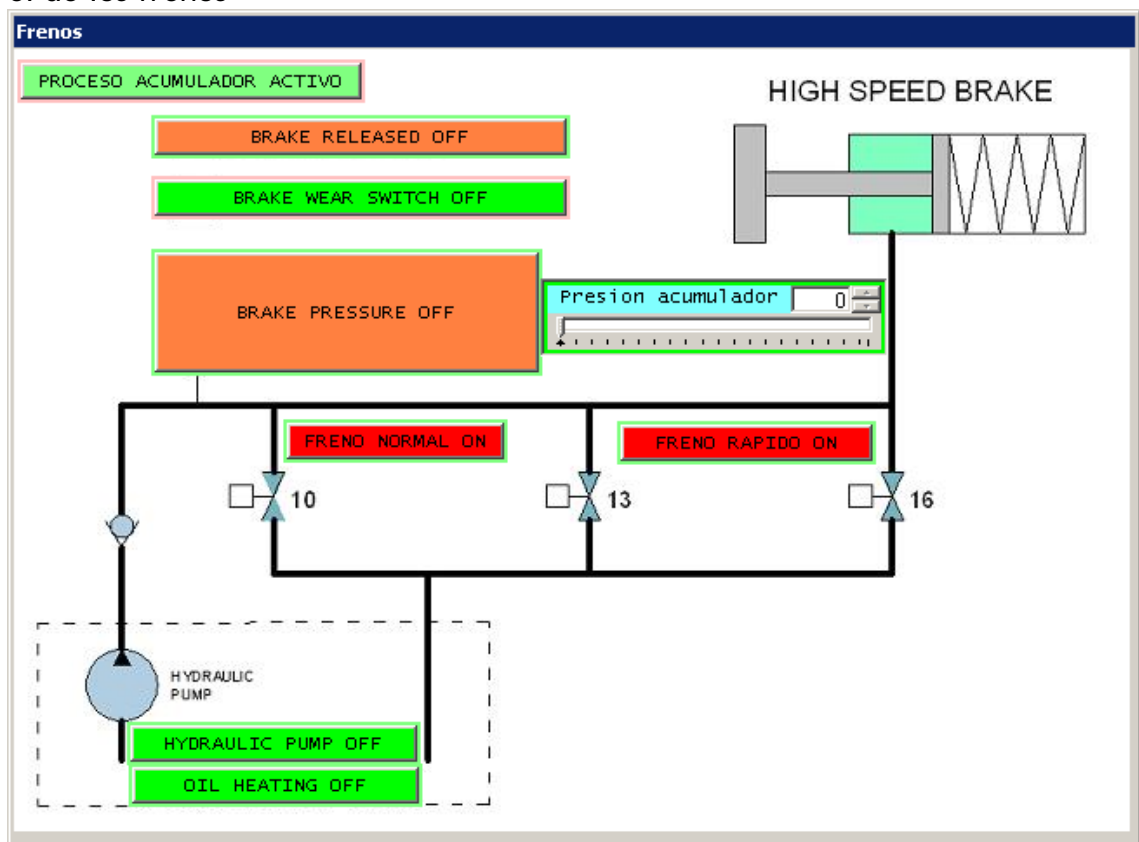 Frenos
PROCESO ACUMULADOR ACTIVO
HIGH SPEED BRAKE
BRAKE RELEASED OFF
BRAKE WEAR SWITCH OFF
Presion acumulador 0
BRAKE PRESSURE OFF
FRENO NORMAL ON
FRENO RAPIDO ON
10
13
16
HYDRAULIC
PUMP
HYDRAULIC PUMP OFF
OIL HEATING OFF